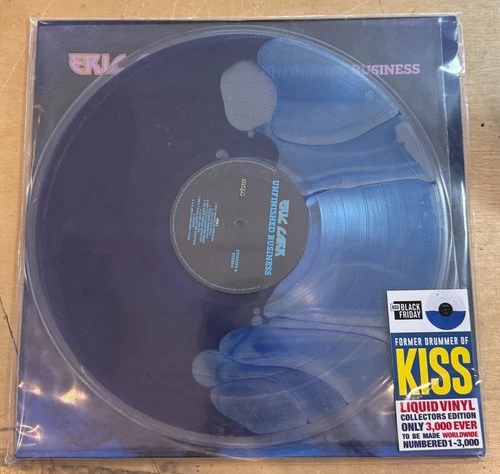 ERIC
BUSINESS
ERIC CARR
UNFINISHED BUSINESS
RSD BLACK
FRIDAY
FORMER DRUMMER OF
KISS
LIQUID VINYL
COLLECTORS EDITION
ONLY 3,000 EVER
TO BE MADE WORLDWIDE
NUMBERED 1-3,000